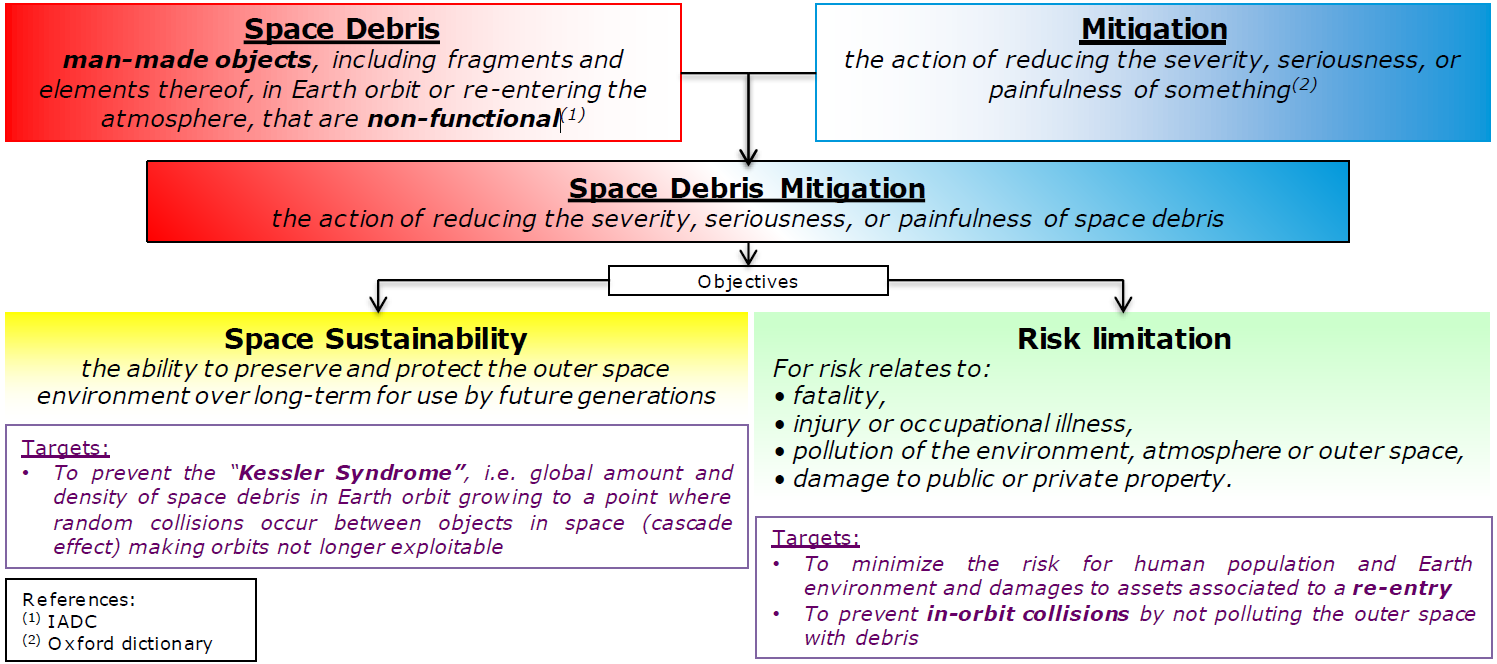 Space Debris
man-made objects, including fragments and
elements thereof, in Earth orbit or re-entering the
atmosphere, that are non-functional(1)
Mitigation
the action of reducing the severity, seriousness, or
painfulness of something(2)
Space Debris Mitigation
the action of reducing the severity, seriousness, or painfulness of space debris
Objectives
Space Sustainability
the ability to preserve and protect the outer space
environment over long-term for use by future generations
Targets:
• To prevent the “Kessler Syndrome”, i.e. global amount and
density of space debris in Earth orbit growing to a point where
random collisions occur between objects in space (cascade
effect) making orbits not longer exploitable
References:
(1) IADC
(2) Oxford dictionary
Risk limitation
For risk relates to:
• fatality,
• injury or occupational illness,
• pollution of the environment, atmosphere or outer space,
• damage to public or private property.
Targets:
• To minimize the risk for human population and Earth
environment and damages to assets associated to a re-entry
• To prevent in-orbit collisions by not polluting the outer space
with debris